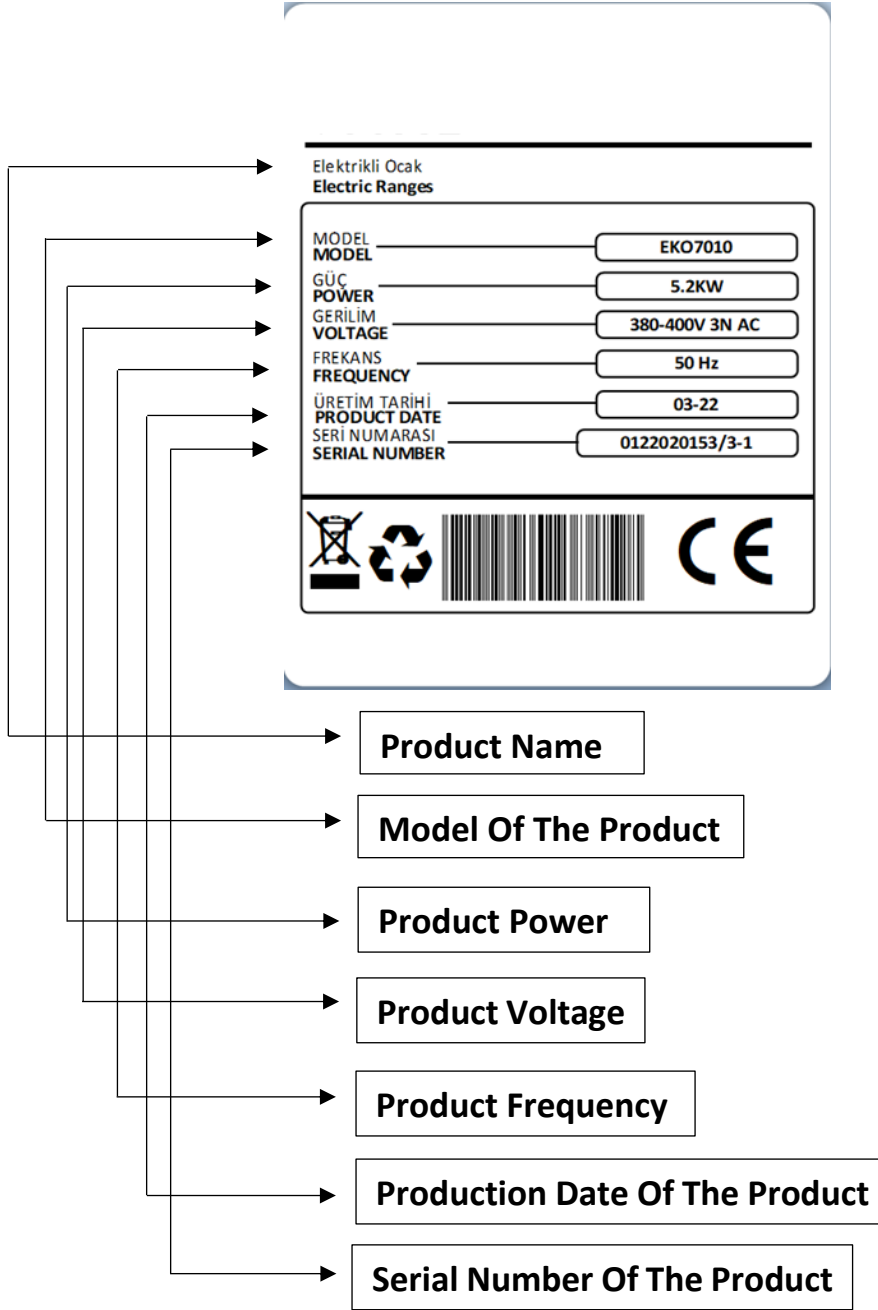 Elektrikli Ocak
Electric Ranges
MODEL
MODEL
EKO7010
GÜÇ
POWER
5.2KW
GERİLİM
VOLTAGE
380-400V 3N AC
FREKANS
FREQUENCY
50 Hz
ÜRETİM TARİHİ
PRODUCT DATE
03-22
SERİ NUMARASI
SERIAL NUMBER
0122020153/3-1
CE
Product Name
Model Of The Product
Product Power
Product Voltage
Product Frequency
Production Date Of The Product
Serial Number Of The Product